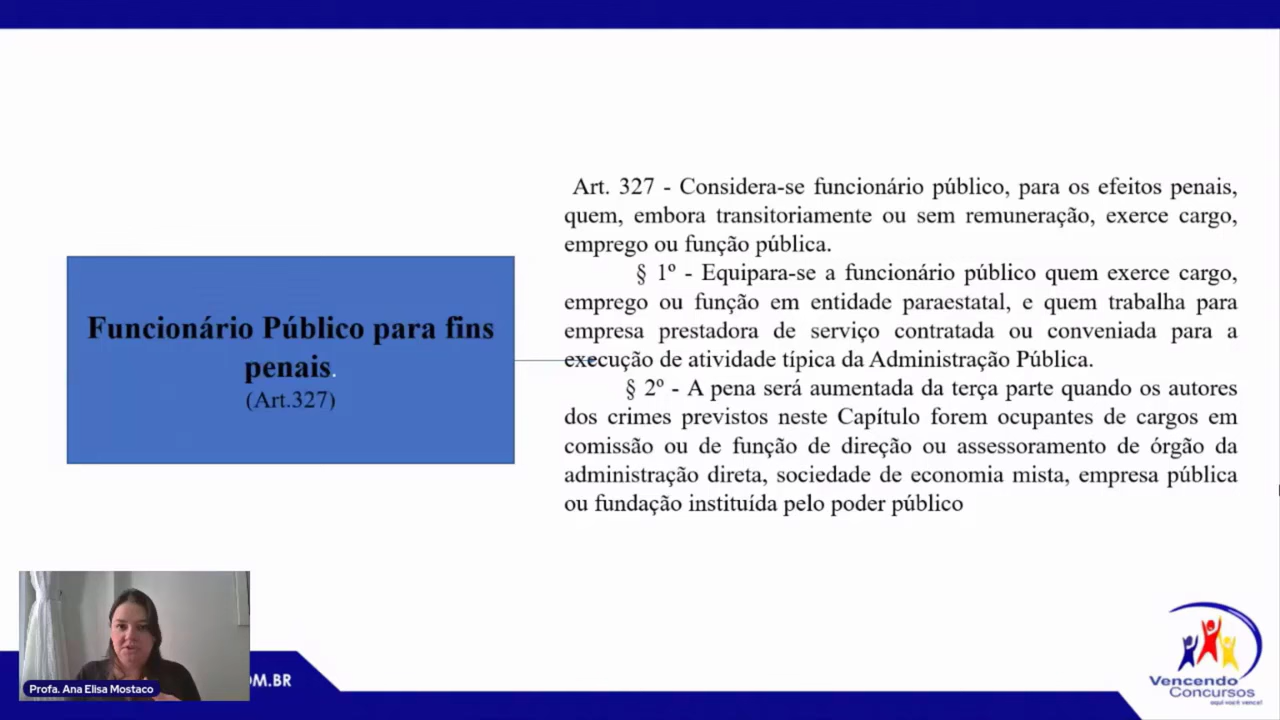 Art. 327 - Considera-se funcionário público, para os efeitos penais,
quem, embora transitoriamente ou sem remuneração, exerce cargo,
emprego ou função pública.
§ 1º - Equipara-se a funcionário público quem exerce cargo,
emprego ou função em entidade paraestatal, e quem trabalha para
empresa prestadora de serviço contratada ou conveniada para a
execução de atividade típica da Administração Pública.
§ 2º - A pena será aumentada da terça parte quando os autores
dos crimes previstos neste Capítulo forem ocupantes de cargos em
comissão ou de função de direção ou assessoramento de órgão da
administração direta, sociedade de economia mista, empresa pública
ou fundação instituída pelo poder público
Funcionário Público para fins
penais.
(Art.327)
Profa. Ana Elisa Mostaco
OM.BR
Vencendo
Concursos
aqui você vence!